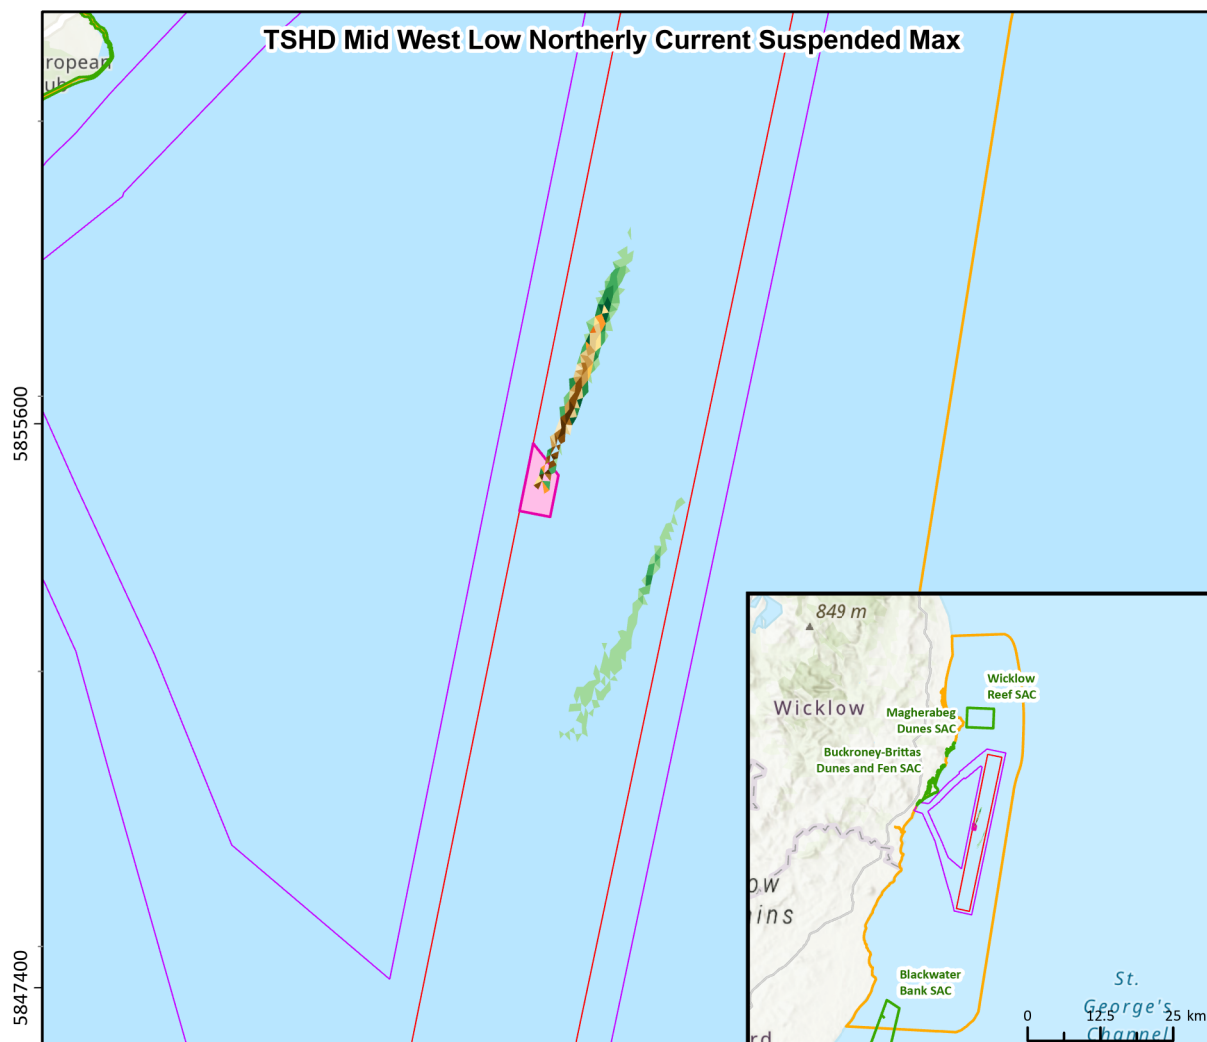 TSHD Mid West Low Northerly Current Suspended Max
ropean
5855600
5847400
849 m
Wicklow
Reef SAC
Wicklow
Magherabeg
Dunes SAC
Buckroney-Brittas
Dunes and Fen SAC
ow
ins
Blackwater
Bank SAC
St.
George's
Channel
0 12.5 25 km
rd